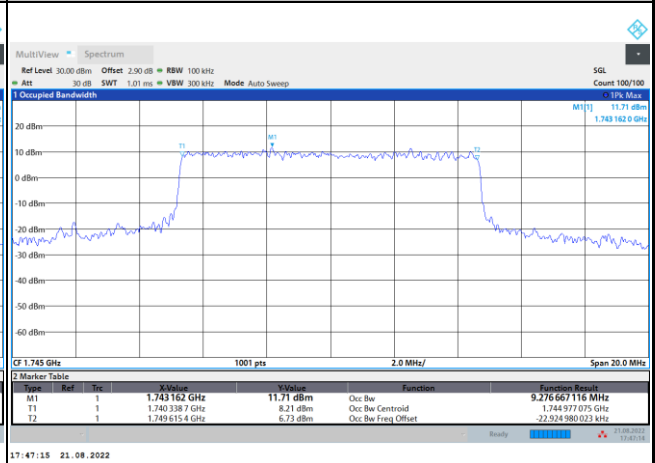 MultiView Spectrum
Ref Level 30.00 dBm Offset 2.90 dB RBW 100 kHz SGL
Att 30 dB SWT 1.01 ms VBW 300 kHz Mode Auto Sweep Count 100/100
1 Occupied Bandwidth 1Pk Max
M1[1] 11.71 dBm
1.743 162 0 GHz
20 dBm
T1 M1 T2
10 dBm
0 dBm
-10 dBm
-20 dBm
-30 dBm
-40 dBm
-50 dBm
-60 dBm
CF 1.745 GHz 1001 pts 2.0 MHz/ Span 20.0 MHz
2 Marker Table
Type Ref Trc X-Value Y-Value Function Function Result
M1 1 1.743 162 GHz 11.71 dBm Occ Bw 9.276 667 116 MHz
T1 1 1.740 338 7 GHz 8.21 dBm Occ Bw Centroid 1.744 977 075 GHz
T2 1 1.749 615 4 GHz 6.73 dBm Occ Bw Freq Offset -22.924 980 023 kHz
Ready 21.08.2022
17:47:14
17:47:15 21.08.2022